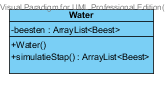 Visual Paradigm for UML Professional Edition(
Water
-beesten : ArrayList<Beest>
+Water()
+simulatieStap() : ArrayList<Beest>